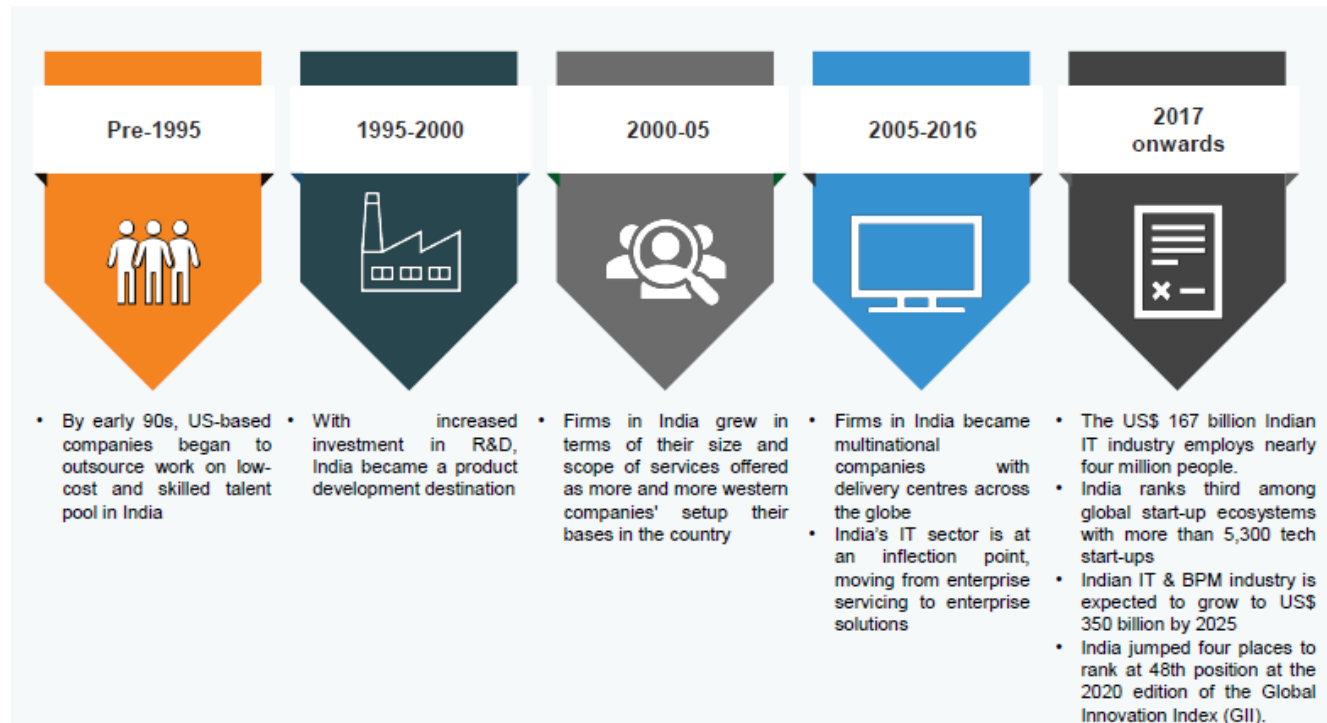 Pre-1995
1995-2000
2000-05
2005-2016
2017
onwards
• By early 90s, US-based
companies began to
outsource work on low-
cost and skilled talent
pool in India
• With increased
investment in R&D,
India became a product
development destination
• Firms in India grew in
terms of their size and
scope of services offered
as more and more western
companies' setup their
bases in the country
• Firms in India became
multinational
companies with
delivery centres across
the globe
• India's IT sector is at
an inflection point,
moving from enterprise
servicing to enterprise
solutions
• The US$ 167 billion Indian
IT industry employs nearly
four million people.
• India ranks third among
global start-up ecosystems
with more than 5,300 tech
start-ups
• Indian IT & BPM industry is
expected to grow to US$
350 billion by 2025
• India jumped four places to
rank at 48th position at the
2020 edition of the Global
Innovation Index (GII).